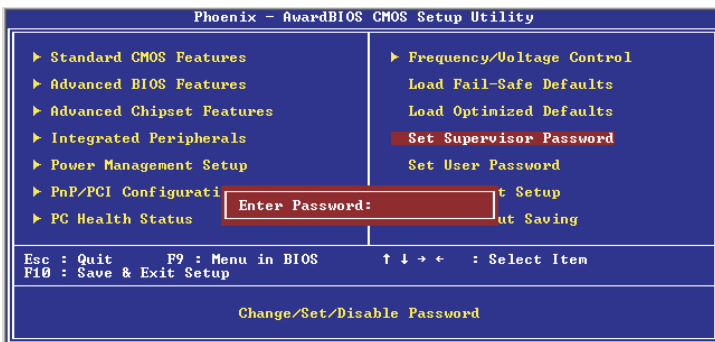 Phoenix - AwardBIOS CMOS Setup Utility
▶ Standard CMOS Features
▶ Advanced BIOS Features
▶ Advanced Chipset Features
▶ Integrated Peripherals
▶ Power Management Setup
▶ PnP/PCI Configurati
▶ PC Health Status
▶ Frequency/Voltage Control
Load Fail-Safe Defaults
Load Optimized Defaults
Set Supervisor Password
Set User Password
t Setup
ut Saving
Enter Password:
Esc : Quit F9 : Menu in BIOS ↑ ↓ → ← : Select Item
F10 : Save & Exit Setup
Change/Set/Disable Password